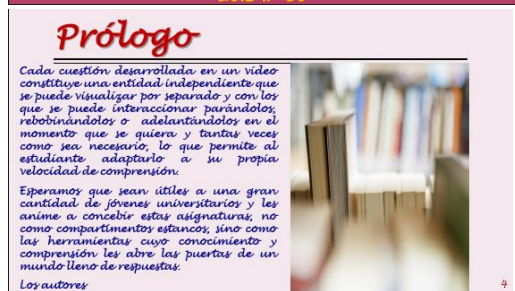 Prólogo
Cada cuestión desarrollada en un vídeo
constituye una entidad independiente que
se puede visualizar por separado y con los
que se puede interaccionar parándolos,
rebobinándolos o adelantándolos en el
momento que se quiera y tantas veces
como sea necesario, lo que permite al
estudiante adaptarlo a su propia
velocidad de comprensión.
Esperamos que sean útiles a una gran
cantidad de jóvenes universitarios y les
anime a concebir estas asignaturas, no
como compartimentos estancos, sino como
las herramientas cuyo conocimiento y
comprensión les abre las puertas de un
mundo lleno de respuestas.
Los autores
4